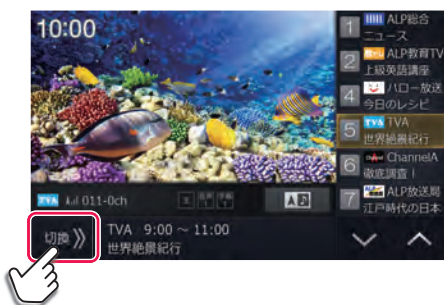 10:00
1 ALP総合
ニュース
2 ALP教育TV
上級英語講座
4 ハロー放送
今日のレシピ
5 TVA TVA
世界絶景紀行
6 ChannelA
徹底調査！
7 ALP放送局
江戸時代の日本
TVA 011-0ch
切換
TVA 9:00 ～ 11:00
世界絶景紀行